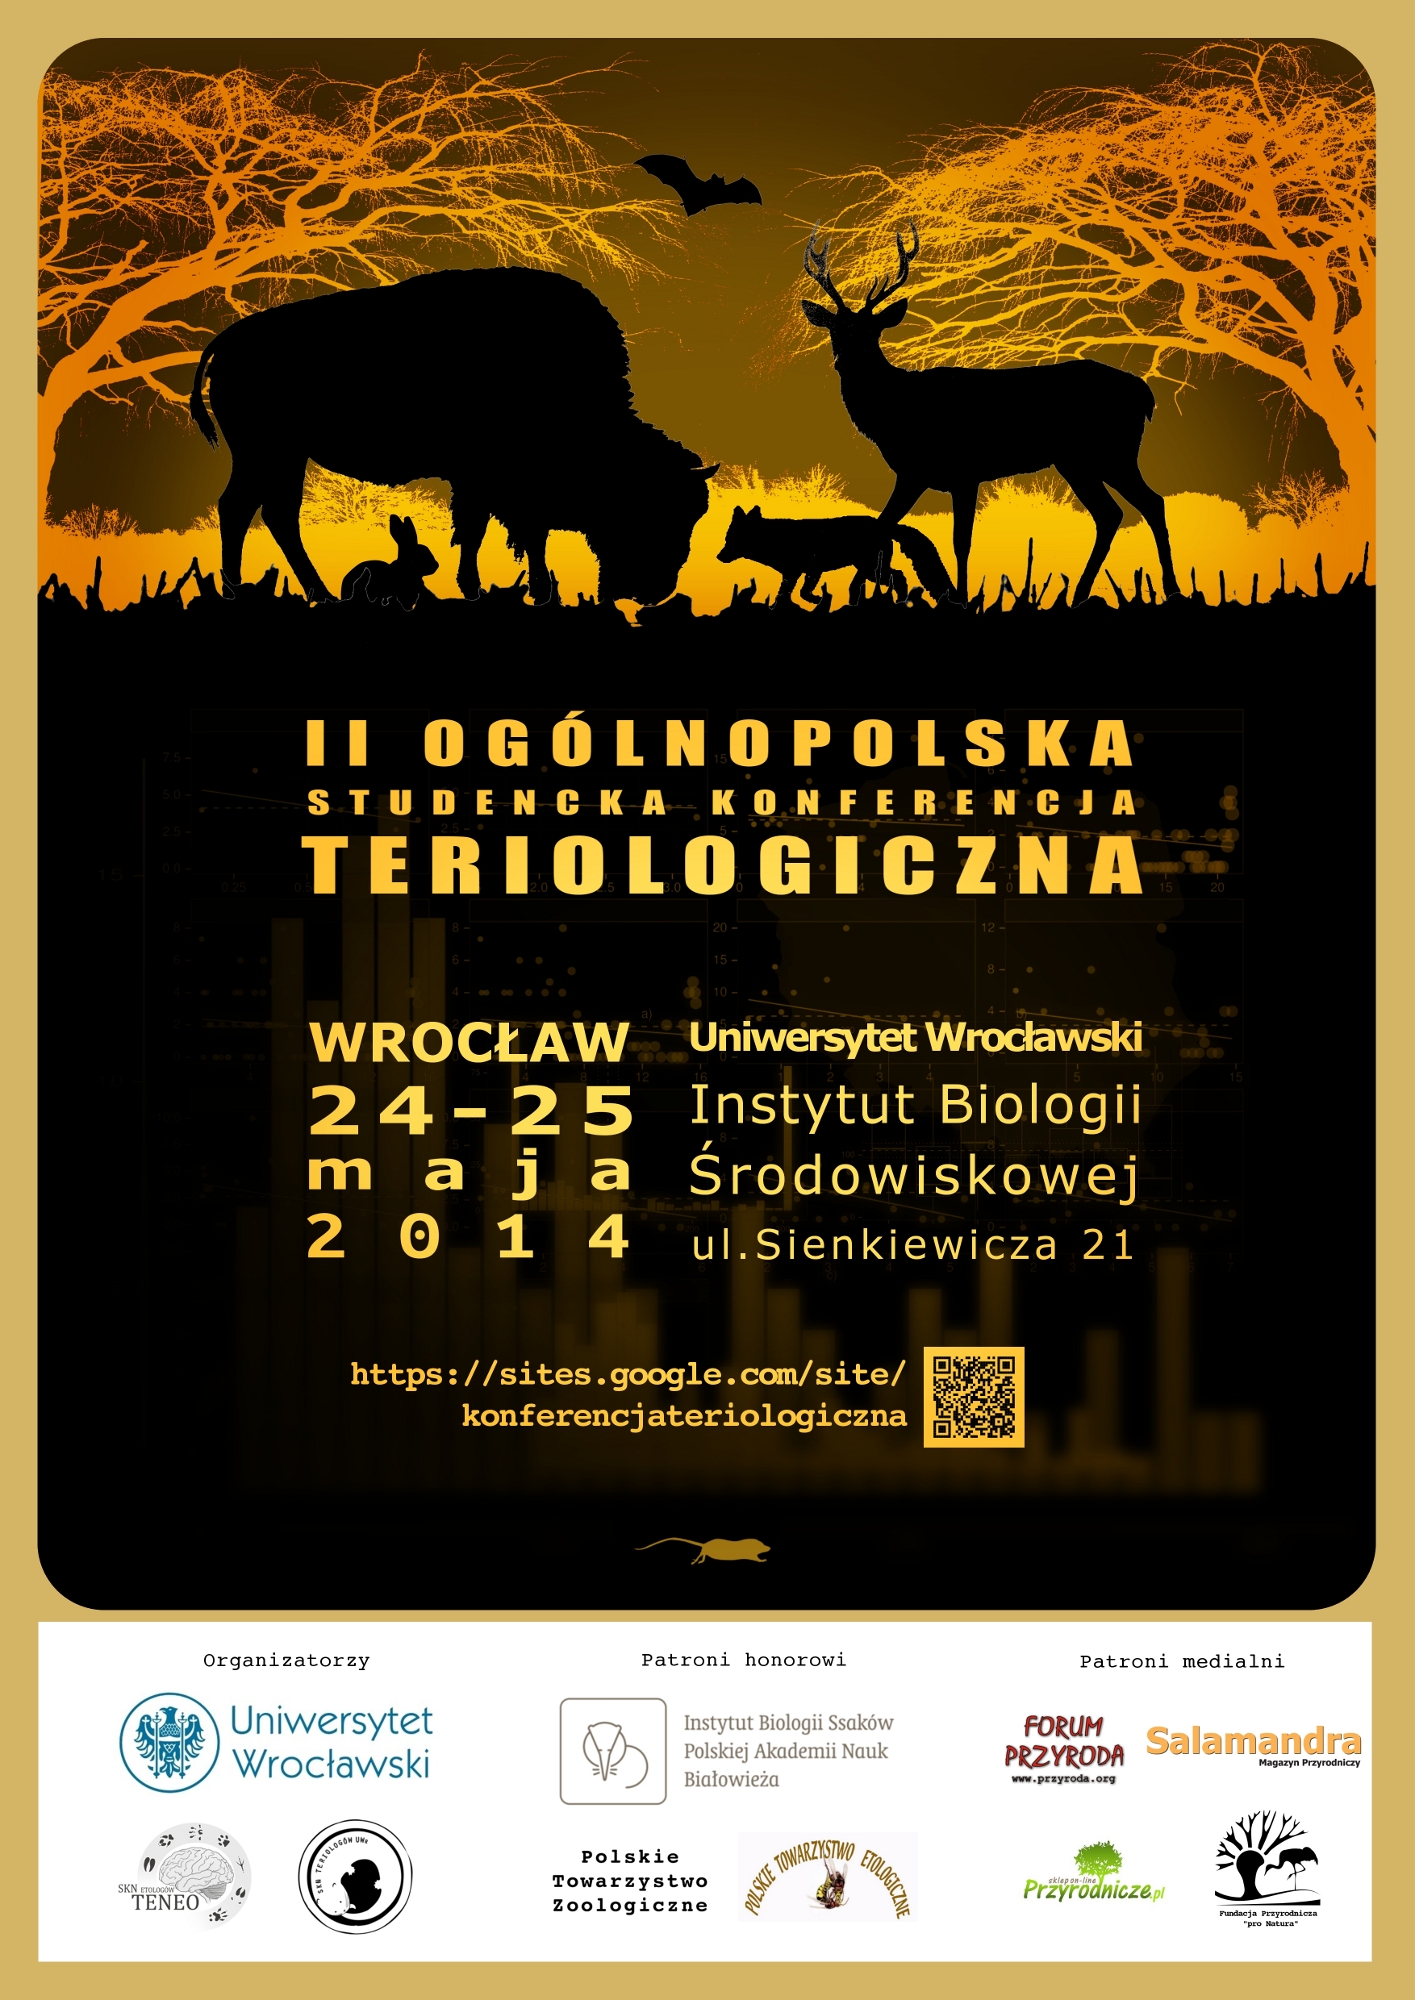 II OGÓLNOPOLSKA
STUDENCKA KONFERENCJA
TERIOLOGICZNA
WROCŁAW
24-25
maja
2014
Uniwersytet Wrocławski
Instytut Biologii
Środowiskowej
ul.Sienkiewicza 21
https://sites.google.com/site/
konferencjateriologiczna
Organizatorzy
Uniwersytet
Wrocławski
SKN ETOLOGÓW
TENEO
SKN TERIOLOGÓW UWr
Patroni honorowi
Instytut Biologii Ssaków
Polskiej Akademii Nauk
Białowieża
Polskie
Towarzystwo
Zoologiczne
POLSKIE TOWARZYSTWO ETOLOGICZNE
Patroni medialni
FORUM
PRZYRODA
www.przyroda.org
Salamandra
Magazyn Przyrodniczy
sklep on-line
Przyrodnicze.pl
Fundacja Przyrodnicza
"pro Natura"